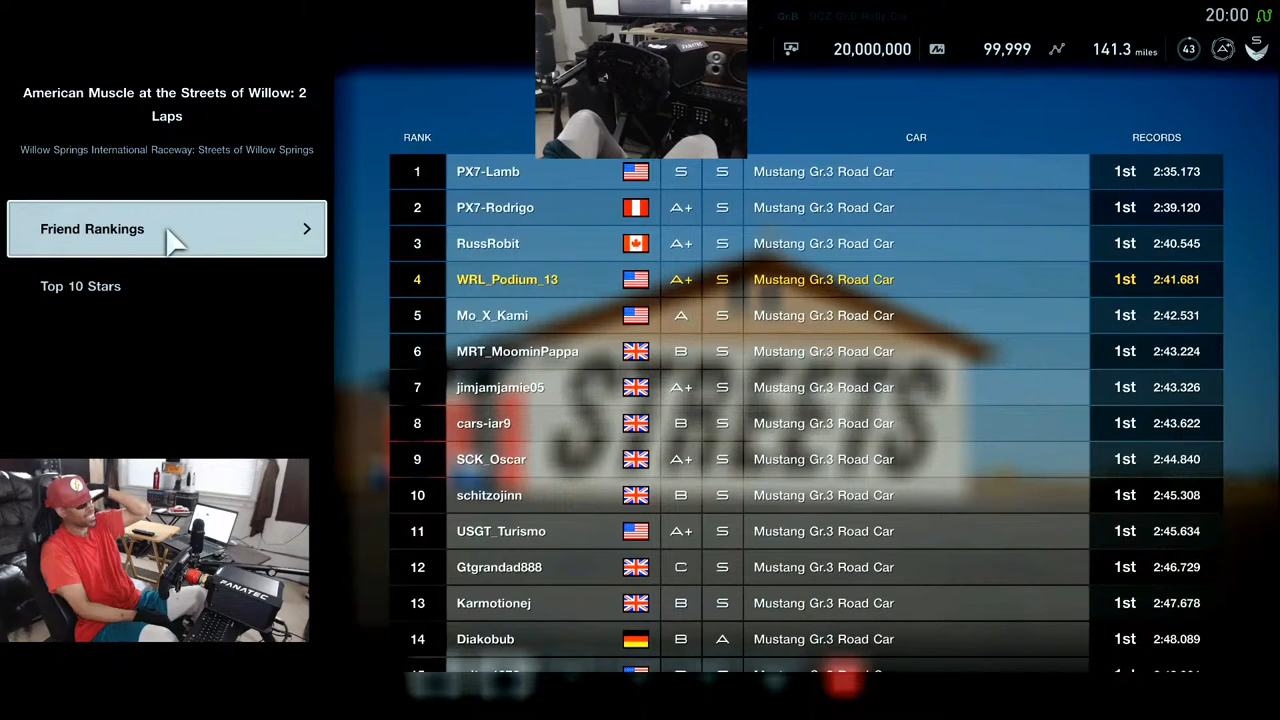 Gr.B
20:00
20,000,000 99,999 141.3 miles 43 A+ S
American Muscle at the Streets of Willow: 2
Laps
Willow Springs International Raceway: Streets of Willow Springs
Friend Rankings
Top 10 Stars
FANATEC
RANK CAR RECORDS
1 PX7-Lamb S S Mustang Gr.3 Road Car 1st 2:35.173
2 PX7-Rodrigo A+ S Mustang Gr.3 Road Car 1st 2:39.120
3 RussRobit A+ S Mustang Gr.3 Road Car 1st 2:40.545
4 WRL_Podium_13 A+ S Mustang Gr.3 Road Car 1st 2:41.681
5 Mo_X_Kami A S Mustang Gr.3 Road Car 1st 2:42.531
6 MRT_MoominPappa B S Mustang Gr.3 Road Car 1st 2:43.224
7 jimjamjamie05 A+ S Mustang Gr.3 Road Car 1st 2:43.326
8 cars-iar9 B S Mustang Gr.3 Road Car 1st 2:43.622
9 SCK_Oscar A+ S Mustang Gr.3 Road Car 1st 2:44.840
10 schitzojinn B S Mustang Gr.3 Road Car 1st 2:45.308
11 USGT_Turismo A+ S Mustang Gr.3 Road Car 1st 2:45.634
12 Gtgrandad888 C S Mustang Gr.3 Road Car 1st 2:46.729
13 Karmotionej B S Mustang Gr.3 Road Car 1st 2:47.678
14 Diakobub B A Mustang Gr.3 Road Car 1st 2:48.089
STREETS
FANATEC